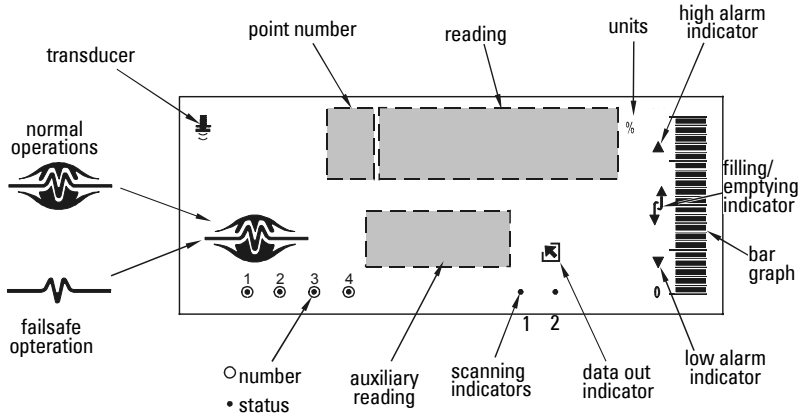 transducer
point number
reading
units
high alarm
indicator
normal
operations
%
filling/
emptying
indicator
bar
graph
0
1 2 3 4
1 2
failsafe
opteration
number
status
auxiliary
reading
scanning
indicators
data out
indicator
low alarm
indicator